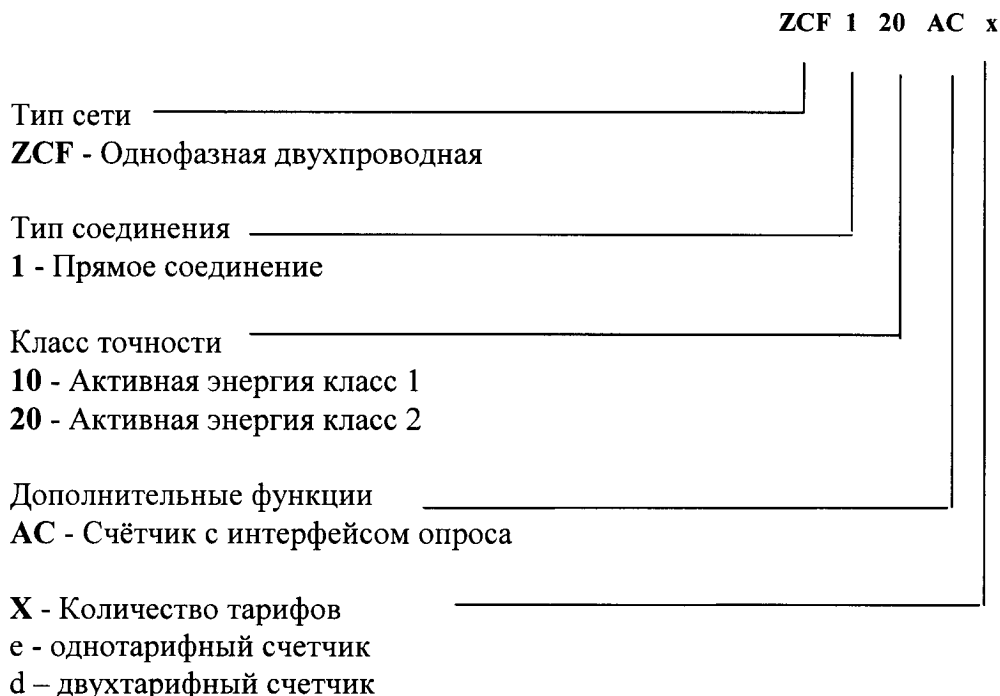 ZCF 1 20 AC x
Тип сети
ZCF - Однофазная двухпроводная
Тип соединения
1 - Прямое соединение
Класс точности
10 - Активная энергия класс 1
20 - Активная энергия класс 2
Дополнительные функции
AC - Счётчик с интерфейсом опроса
X - Количество тарифов
e - однотарифный счетчик
d – двухтарифный счетчик